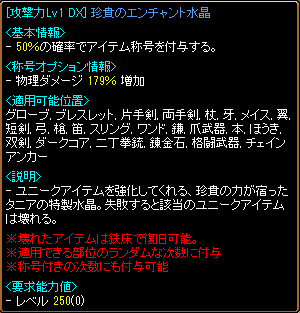 [攻撃力Lv1 DX] 珍貴のエンチャント水晶
<基本情報>
- 50%の確率でアイテム称号を付与する。
<称号オプション情報>
- 物理ダメージ 179% 増加
<適用可能位置>
グローブ, ブレスレット, 片手剣, 両手剣, 杖, 牙, メイス, 翼,
短剣, 弓, 槍, 笛, スリング, ワンド, 鎌, 爪武器, 本, ほうき,
双剣, ダークコア, 二丁拳銃, 錬金石, 格闘武器, チェイン
アンカー
<説明>
- ユニークアイテムを強化してくれる、珍貴の力が宿った
タニアの特製水晶。失敗すると該当のユニークアイテム
は壊れる。
※壊れたアイテムは鉄床で復旧可能。
※適用できる部位のランダムな次数に付与
※称号付きの次数にも付与可能
<要求能力値>
- レベル 250(0)